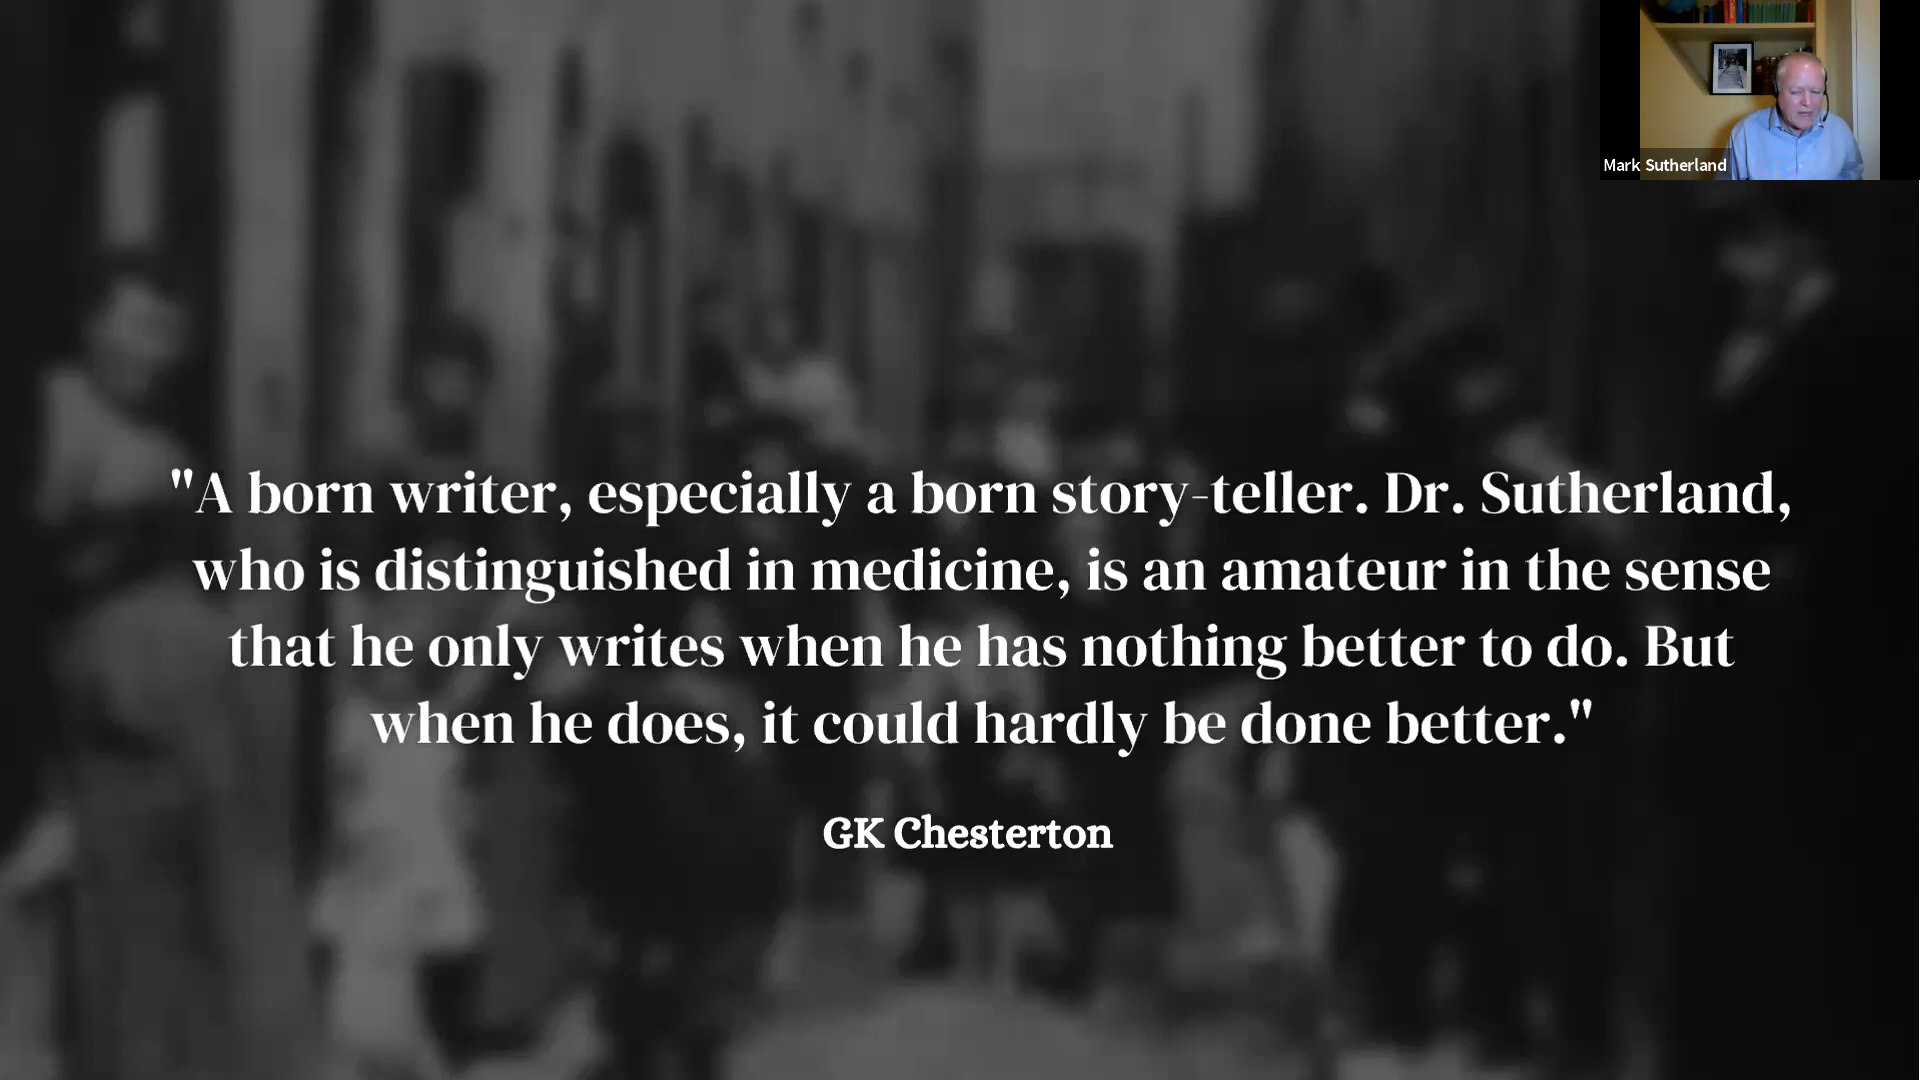 Mark Sutherland
"A born writer, especially a born story-teller. Dr. Sutherland,
who is distinguished in medicine, is an amateur in the sense
that he only writes when he has nothing better to do. But
when he does, it could hardly be done better."
GK Chesterton